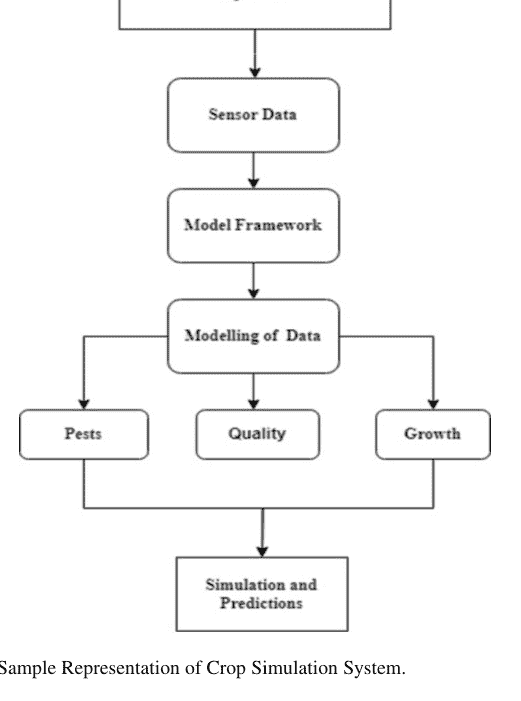 Sensor Data
Model Framework
Modelling of Data
Pests
Quality
Growth
Simulation and
Predictions
Sample Representation of Crop Simulation System.